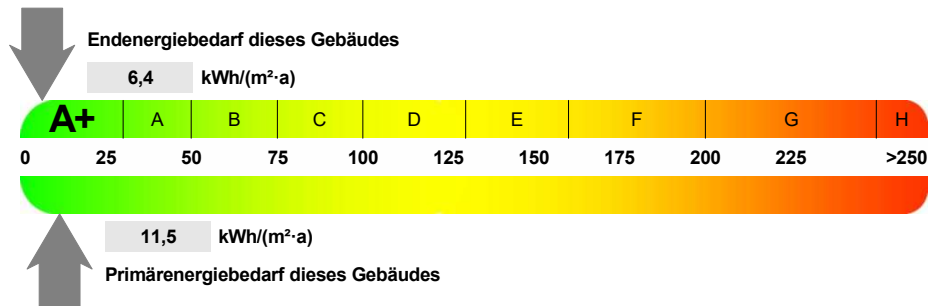 Endenergiebedarf dieses Gebäudes
6,4 kWh/(m²·a)
A+ A B C D E F G H
0 25 50 75 100 125 150 175 200 225 >250
11,5 kWh/(m²·a)
Primärenergiebedarf dieses Gebäudes